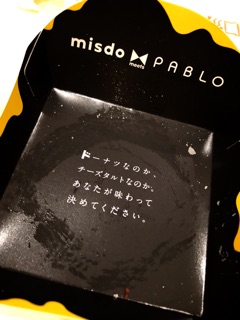 misdo meets PABLO
ドーナツなのか、
チーズタルトなのか、
あなたが味わって
決めてください。